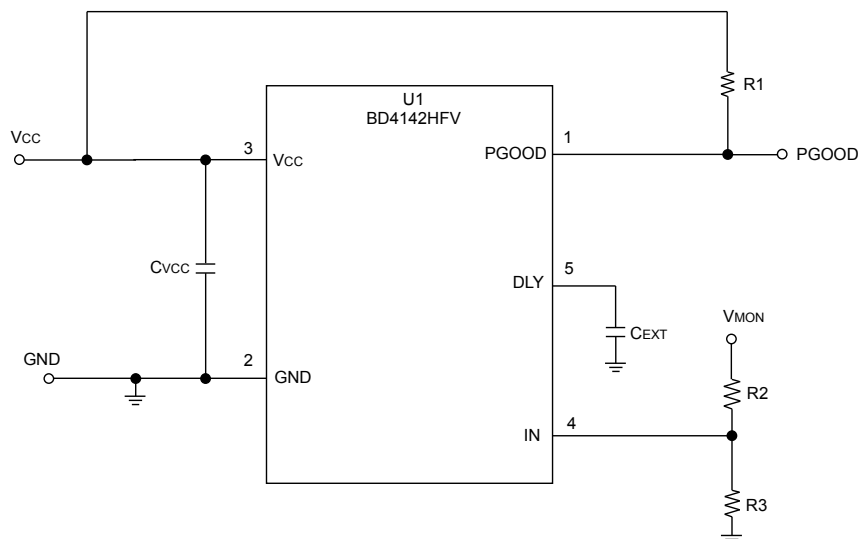 U1
BD4142HFV
R1
VCC
3
VCC
PGOOD
1
PGOOD
CVCC
DLY
5
CEXT
VMON
GND
2
GND
R2
IN
4
R3